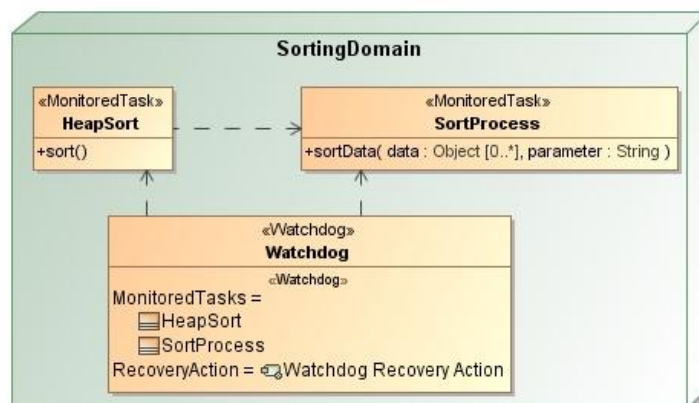 SortingDomain
«MonitoredTask»
HeapSort
+sort()
«MonitoredTask»
SortProcess
+sortData( data : Object [0..*], parameter : String )
«Watchdog»
Watchdog
«Watchdog»
MonitoredTasks =
HeapSort
SortProcess
RecoveryAction = Watchdog Recovery Action